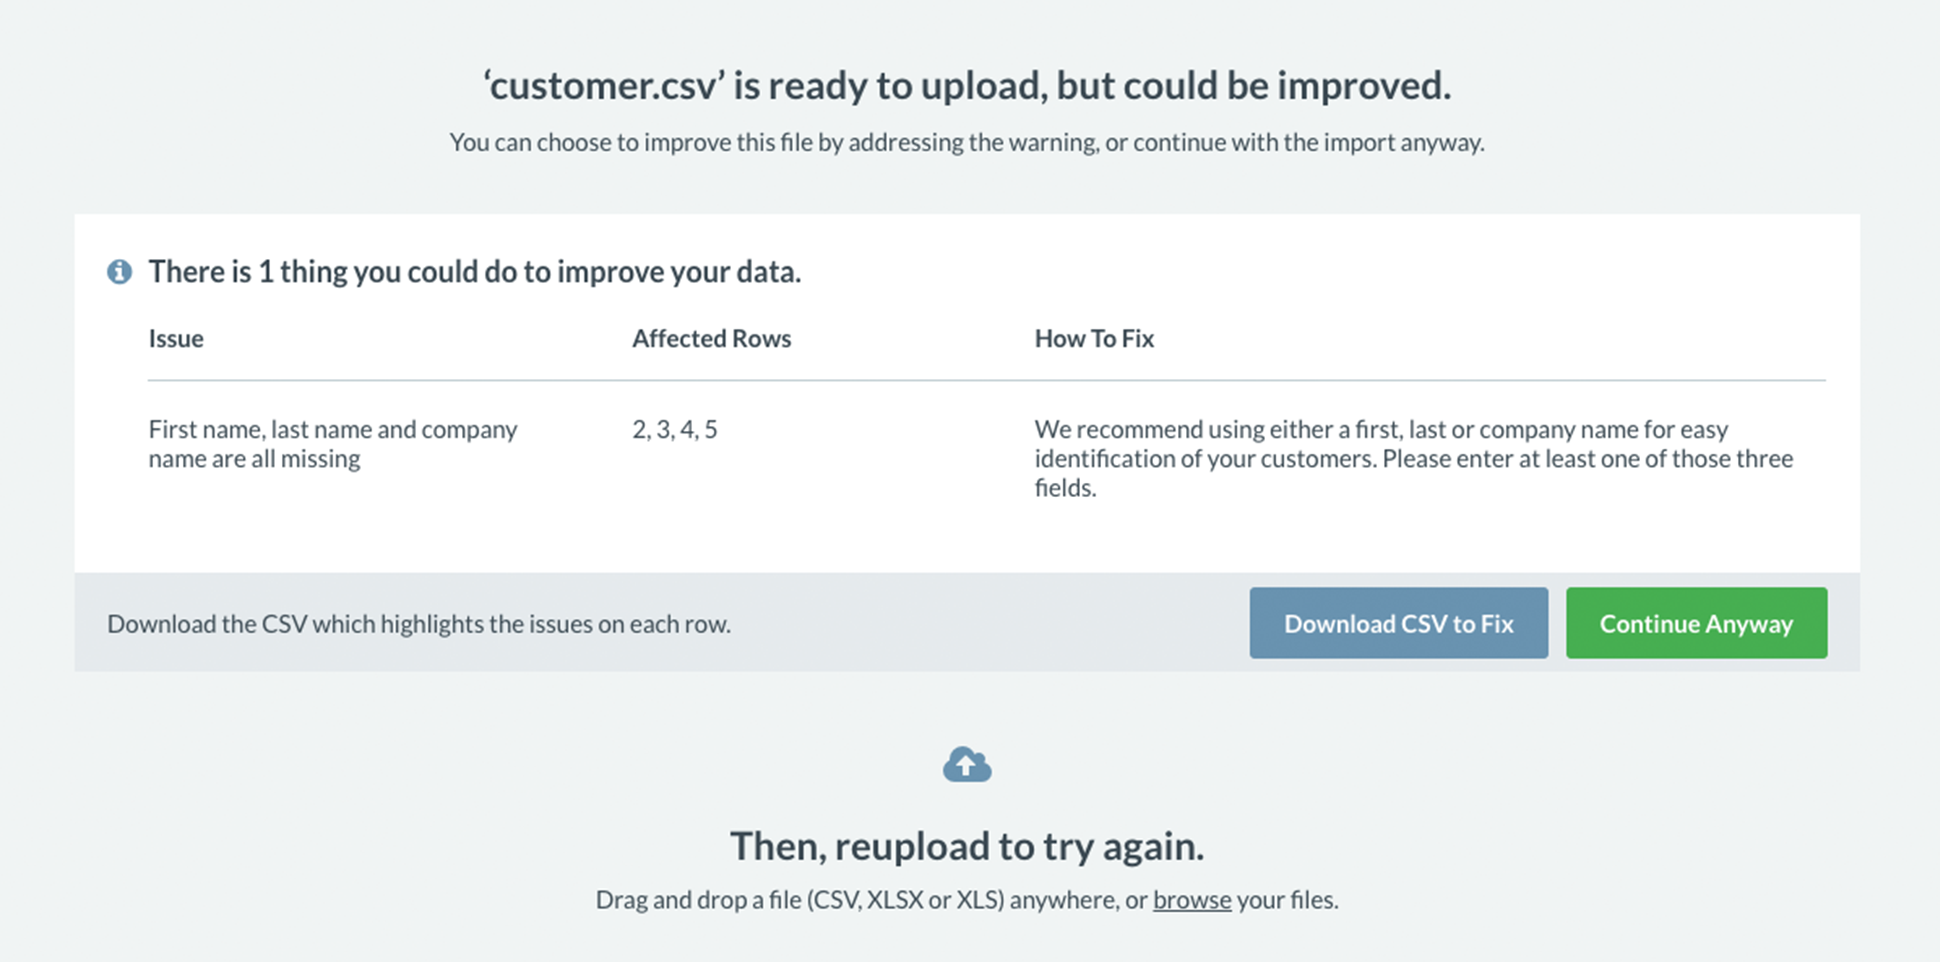 ‘customer.csv’ is ready to upload, but could be improved.
You can choose to improve this file by addressing the warning, or continue with the import anyway.
There is 1 thing you could do to improve your data.
Issue
Affected Rows
How To Fix
First name, last name and company
name are all missing
2, 3, 4, 5
We recommend using either a first, last or company name for easy
identification of your customers. Please enter at least one of those three
fields.
Download the CSV which highlights the issues on each row.
Download CSV to Fix
Continue Anyway
Then, reupload to try again.
Drag and drop a file (CSV, XLSX or XLS) anywhere, or browse your files.